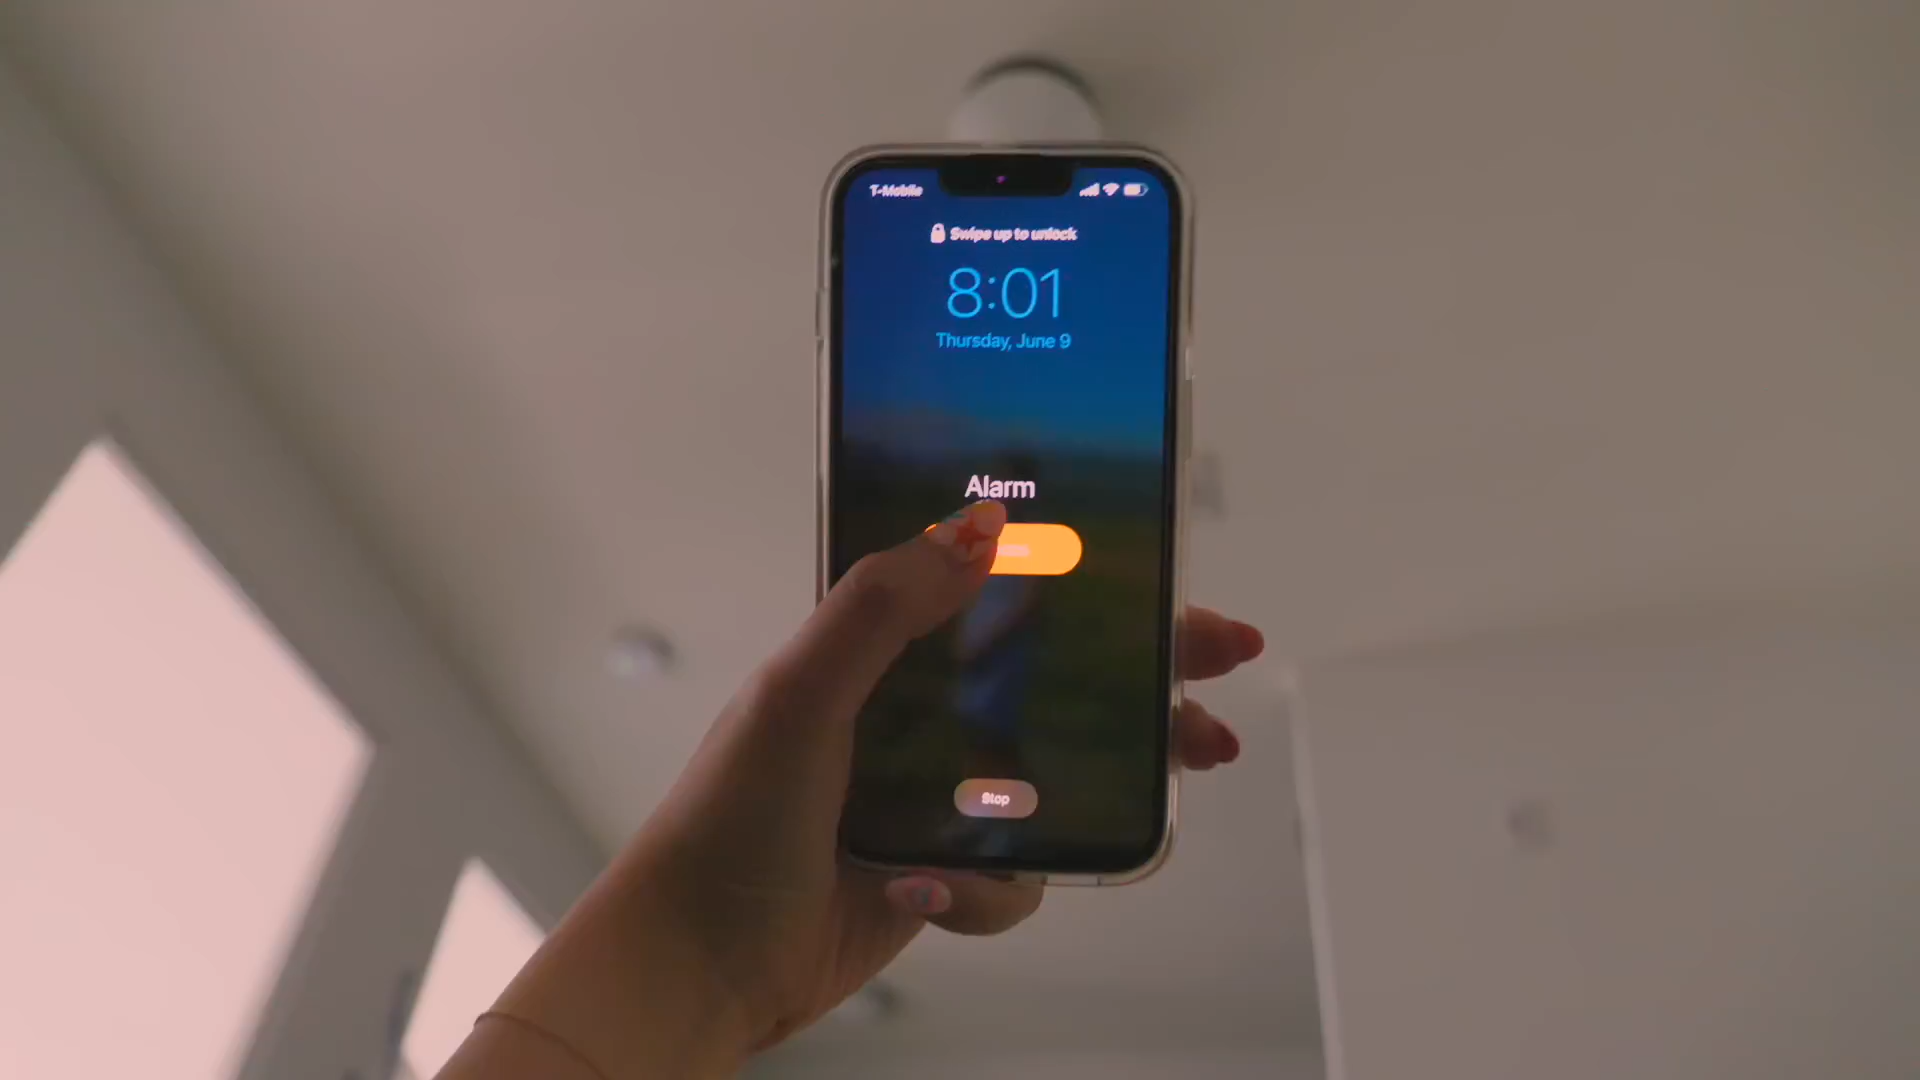 T-Mobile
Swipe up to unlock
8:01
Thursday, June 9
Alarm
Stop